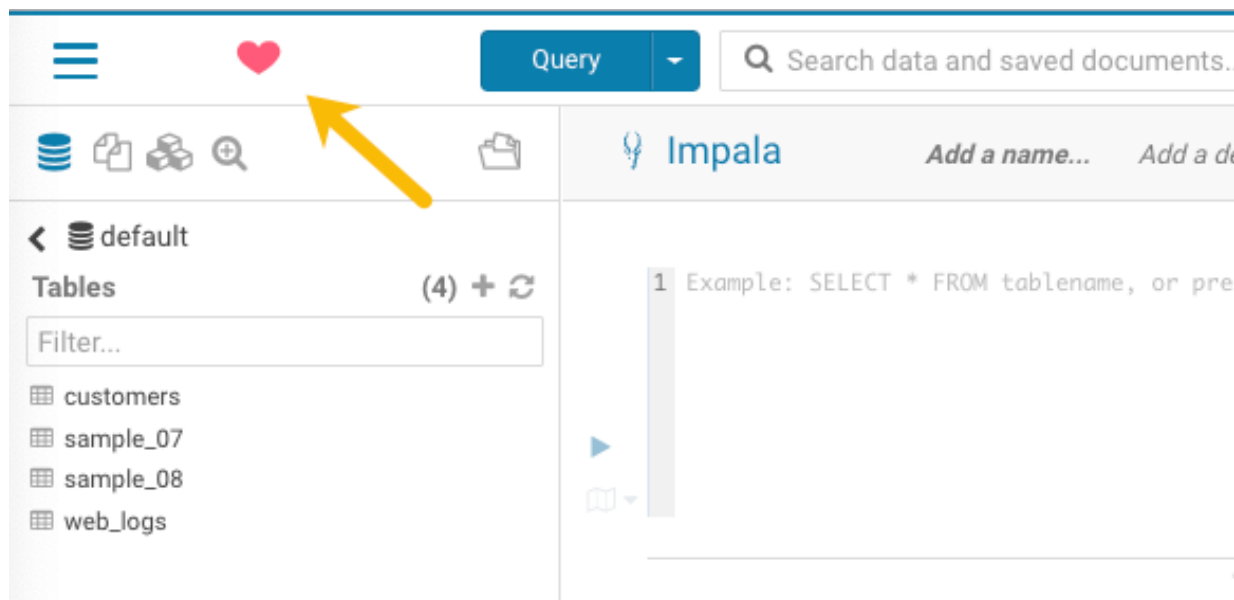 Query
Search data and saved documents..
Impala
Add a name...
Add a de
default
Tables (4)
Filter...
customers
sample_07
sample_08
web_logs
1 Example: SELECT * FROM tablename, or pre